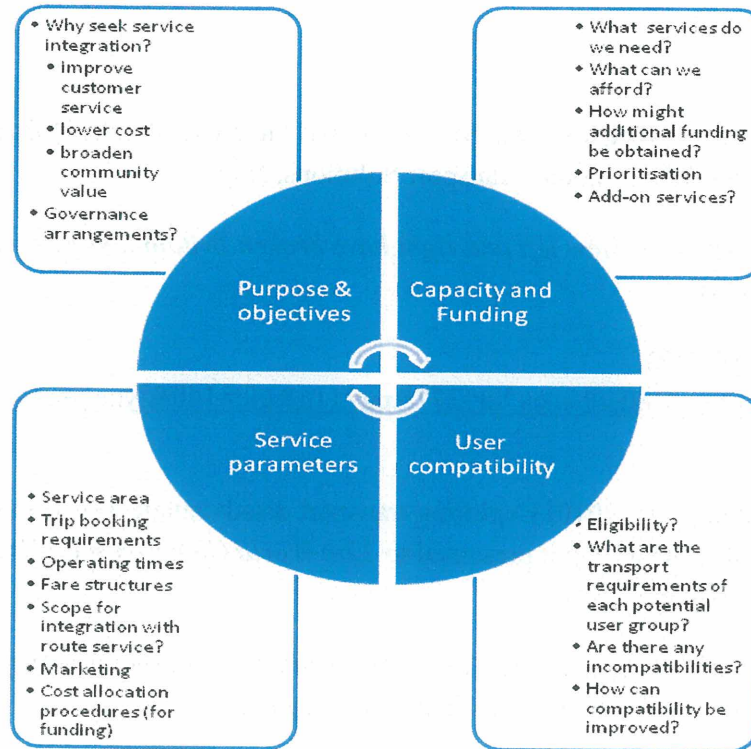 • Why seek service
integration?
• improve
customer
service
• lower cost
• broaden
community
value
• Governance
arrangements?
• What services do
we need?
• What can we
afford?
• How might
additional funding
be obtained?
• Prioritisation
• Add-on services?
Purpose &
objectives
Capacity and
Funding
Service
parameters
User
compatibility
• Service area
• Trip booking
requirements
• Operating times
• Fare structures
• Scope for
integration with
route service?
• Marketing
• Cost allocation
procedures (for
funding)
• Eligibility?
• What are the
transport
requirements of
each potential
user group?
• Are there any
incompatibilities?
• How can
compatibility be
improved?